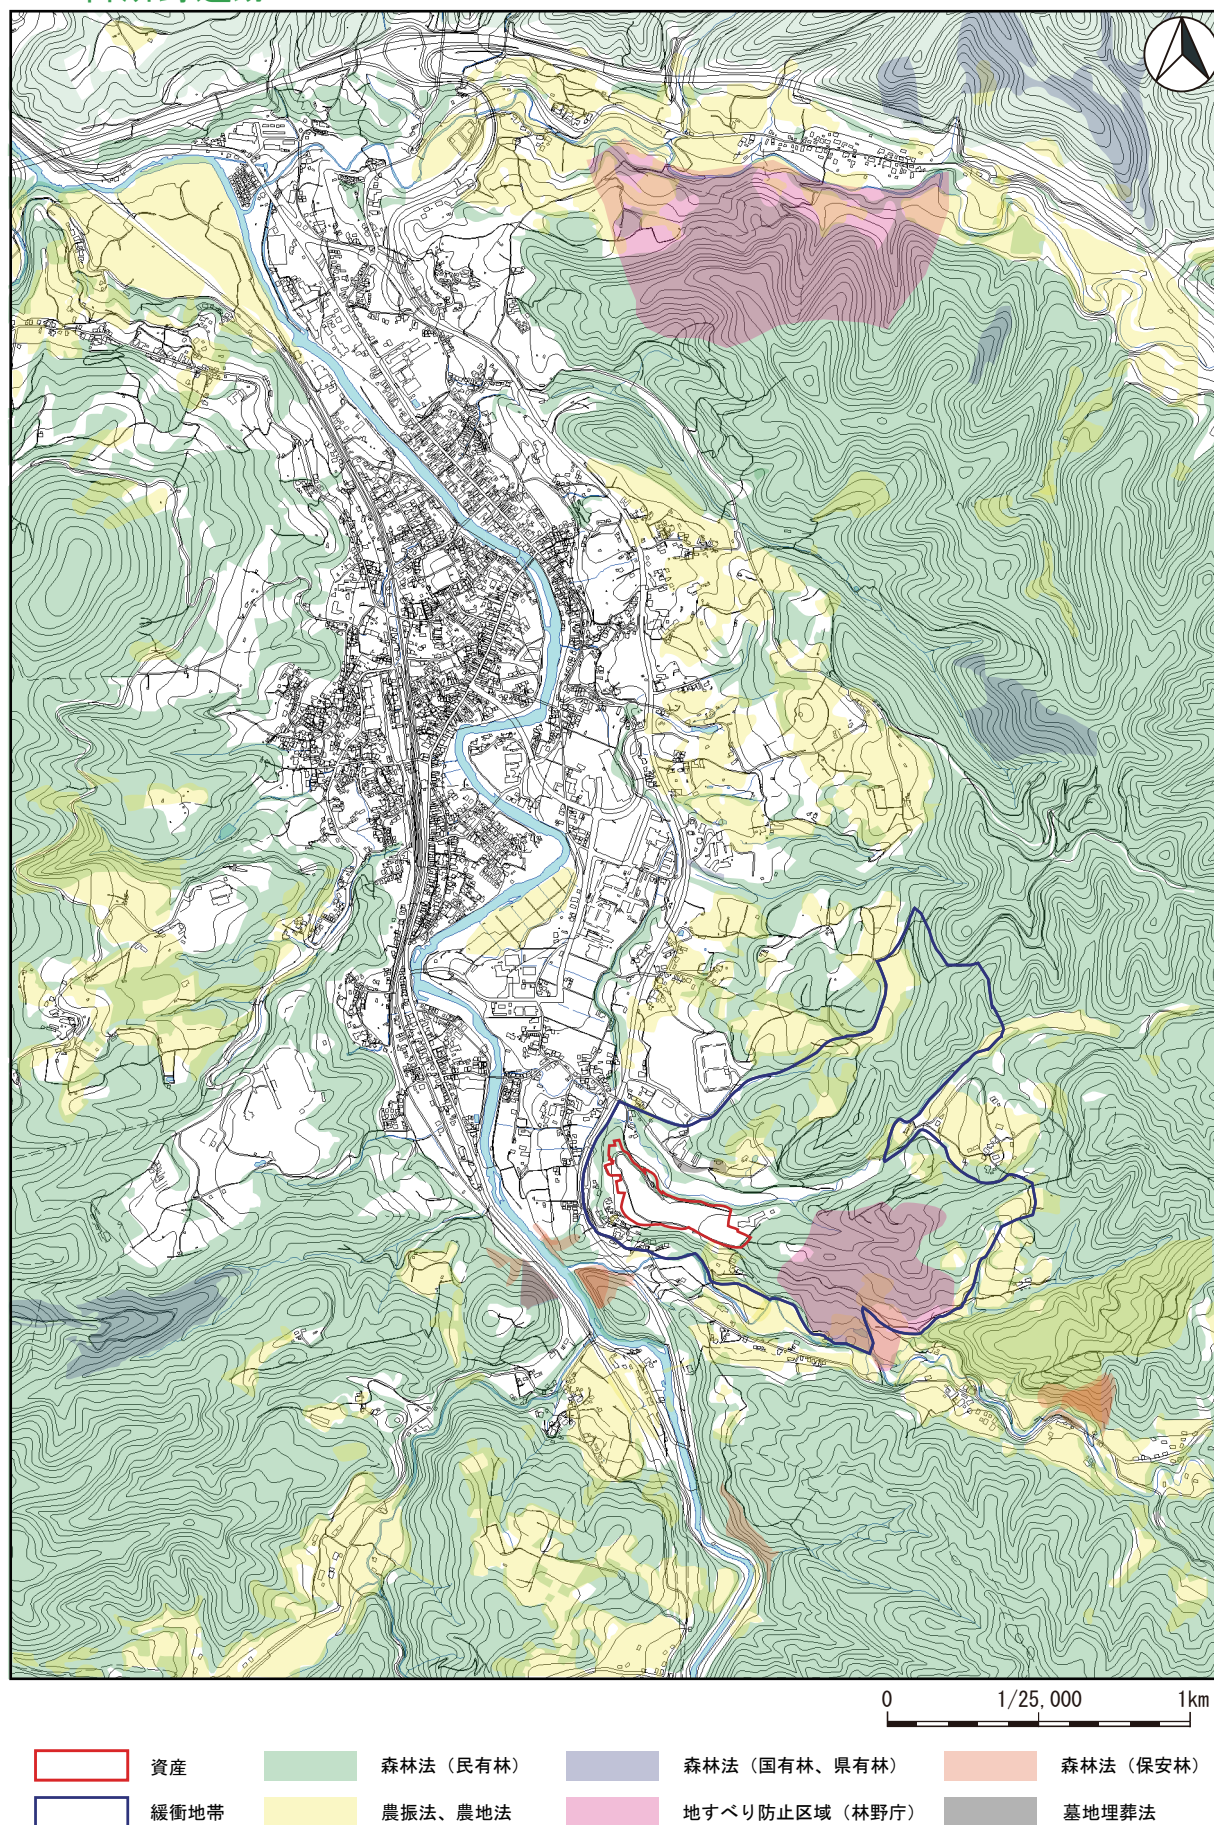 0 1/25,000 1km
資産 森林法（民有林） 森林法（国有林、県有林） 森林法（保安林）
緩衝地帯 農振法、農地法 地すべり防止区域（林野庁） 墓地埋葬法